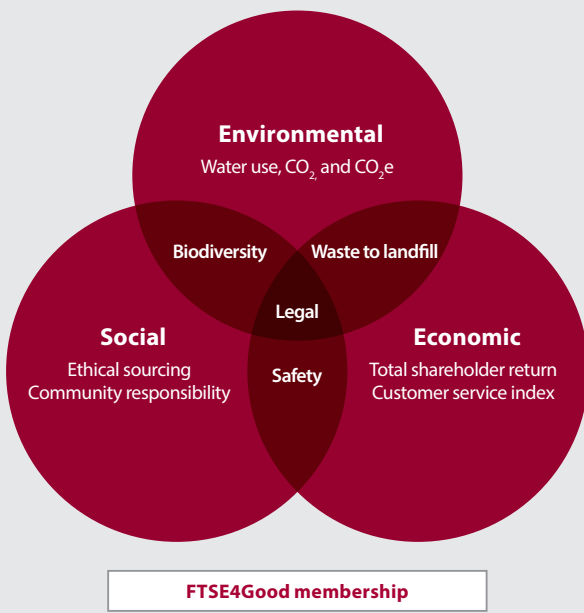 Environmental
Water use, CO₂, and CO₂e
Biodiversity
Waste to landfill
Legal
Social
Ethical sourcing
Community responsibility
Safety
Economic
Total shareholder return
Customer service index
FTSE4Good membership